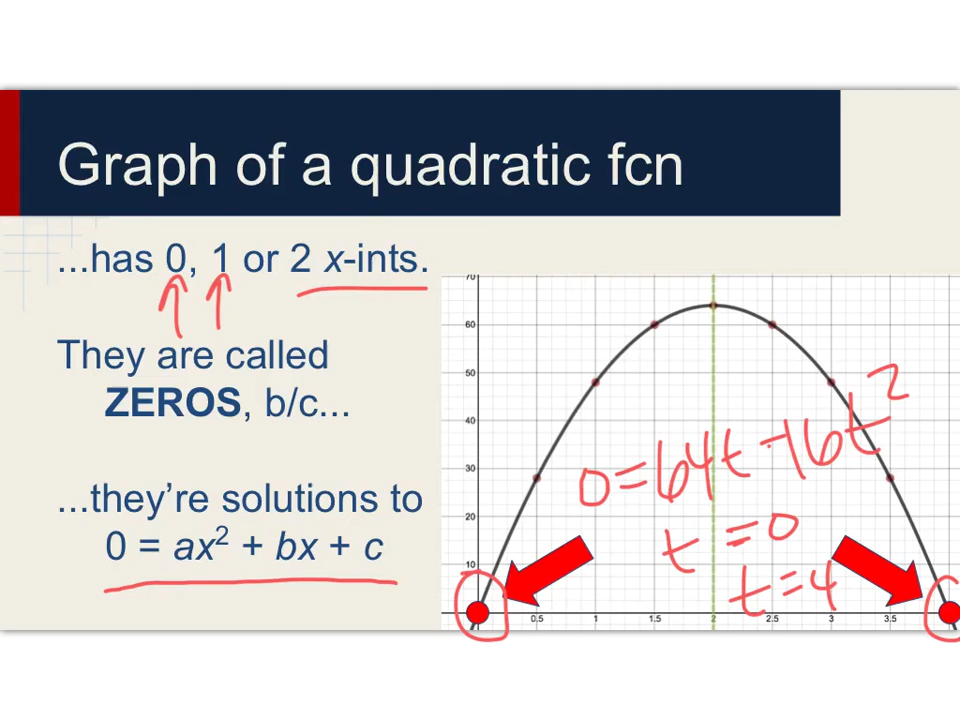 Graph of a quadratic fcn
...has 0, 1 or 2 x-ints.
They are called
ZEROS, b/c...
...they're solutions to
0 = ax² + bx + c
70
60
50
40
30
20
10
0=64t-16t²
t=0
t=4
0.5 1 1.5 2 2.5 3 3.5